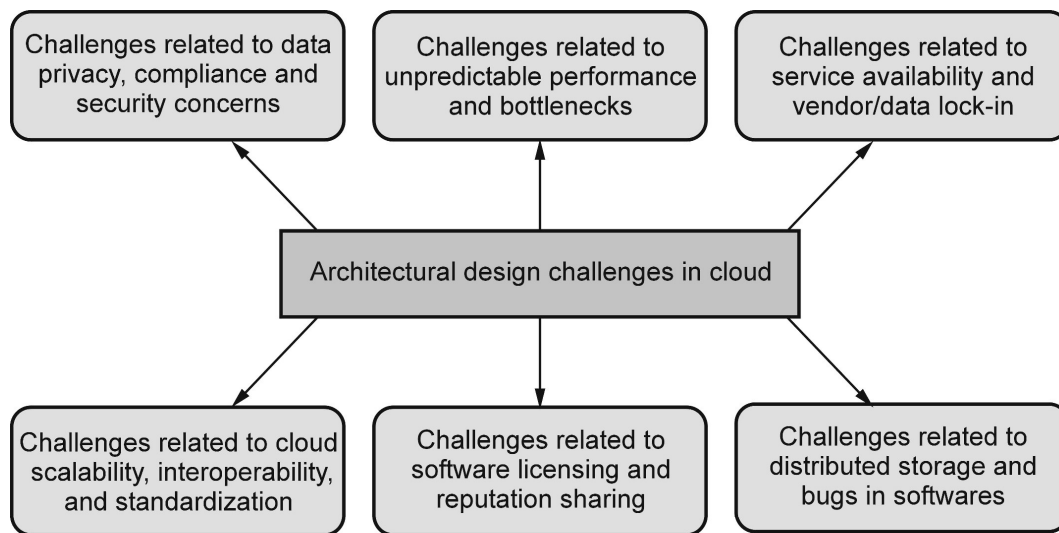 Challenges related to data
privacy, compliance and
security concerns
Challenges related to
unpredictable performance
and bottlenecks
Challenges related to
service availability and
vendor/data lock-in
Architectural design challenges in cloud
Challenges related to cloud
scalability, interoperability,
and standardization
Challenges related to
software licensing and
reputation sharing
Challenges related to
distributed storage and
bugs in softwares